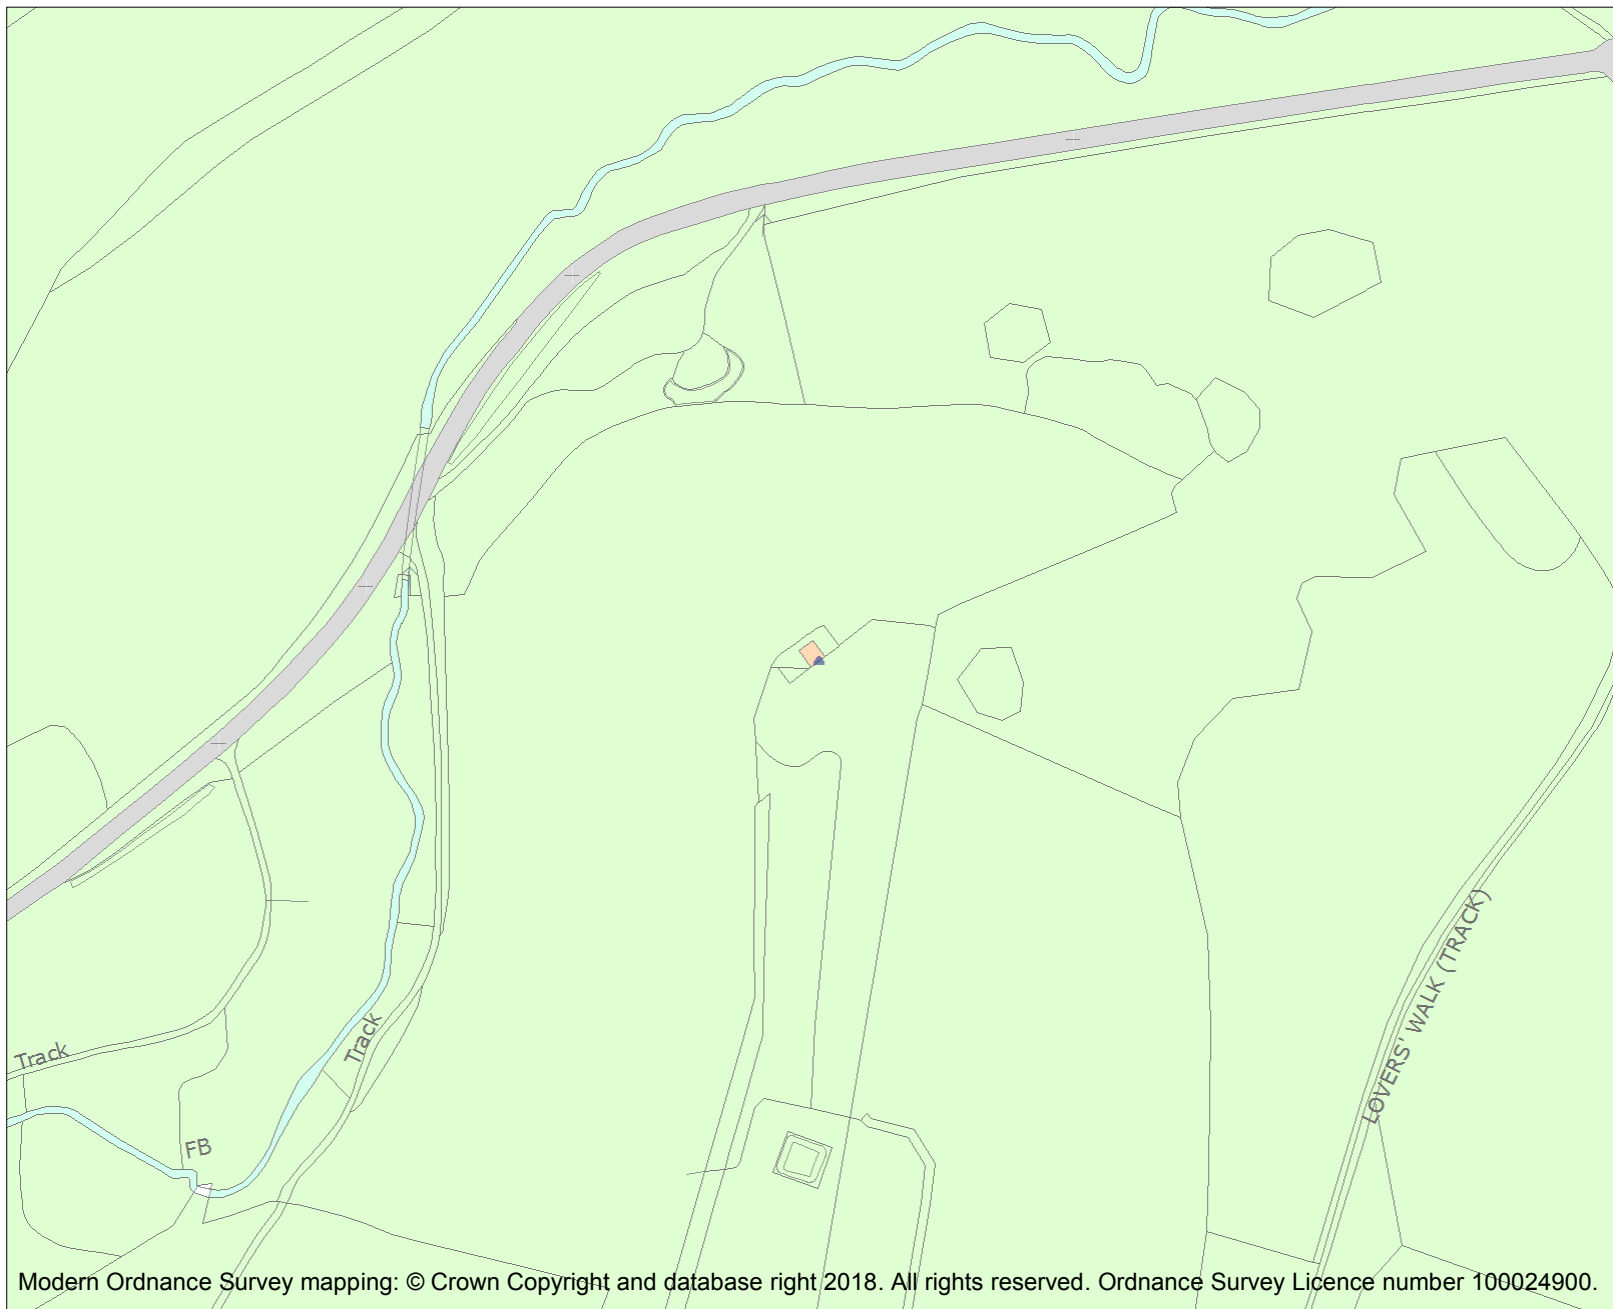 LOVERS' WALK (TRACK)
Track
Track
FB
Modern Ordnance Survey mapping: © Crown Copyright and database right 2018. All rights reserved. Ordnance Survey Licence number 100024900.